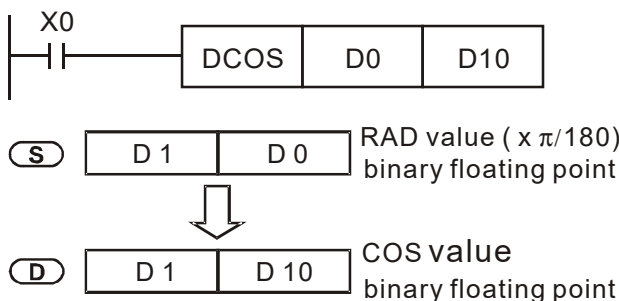 X0
DCOS D0 D10
S D 1 D 0 RAD value ( x π/180)
binary floating point
D D 1 D 10 COS value
binary floating point